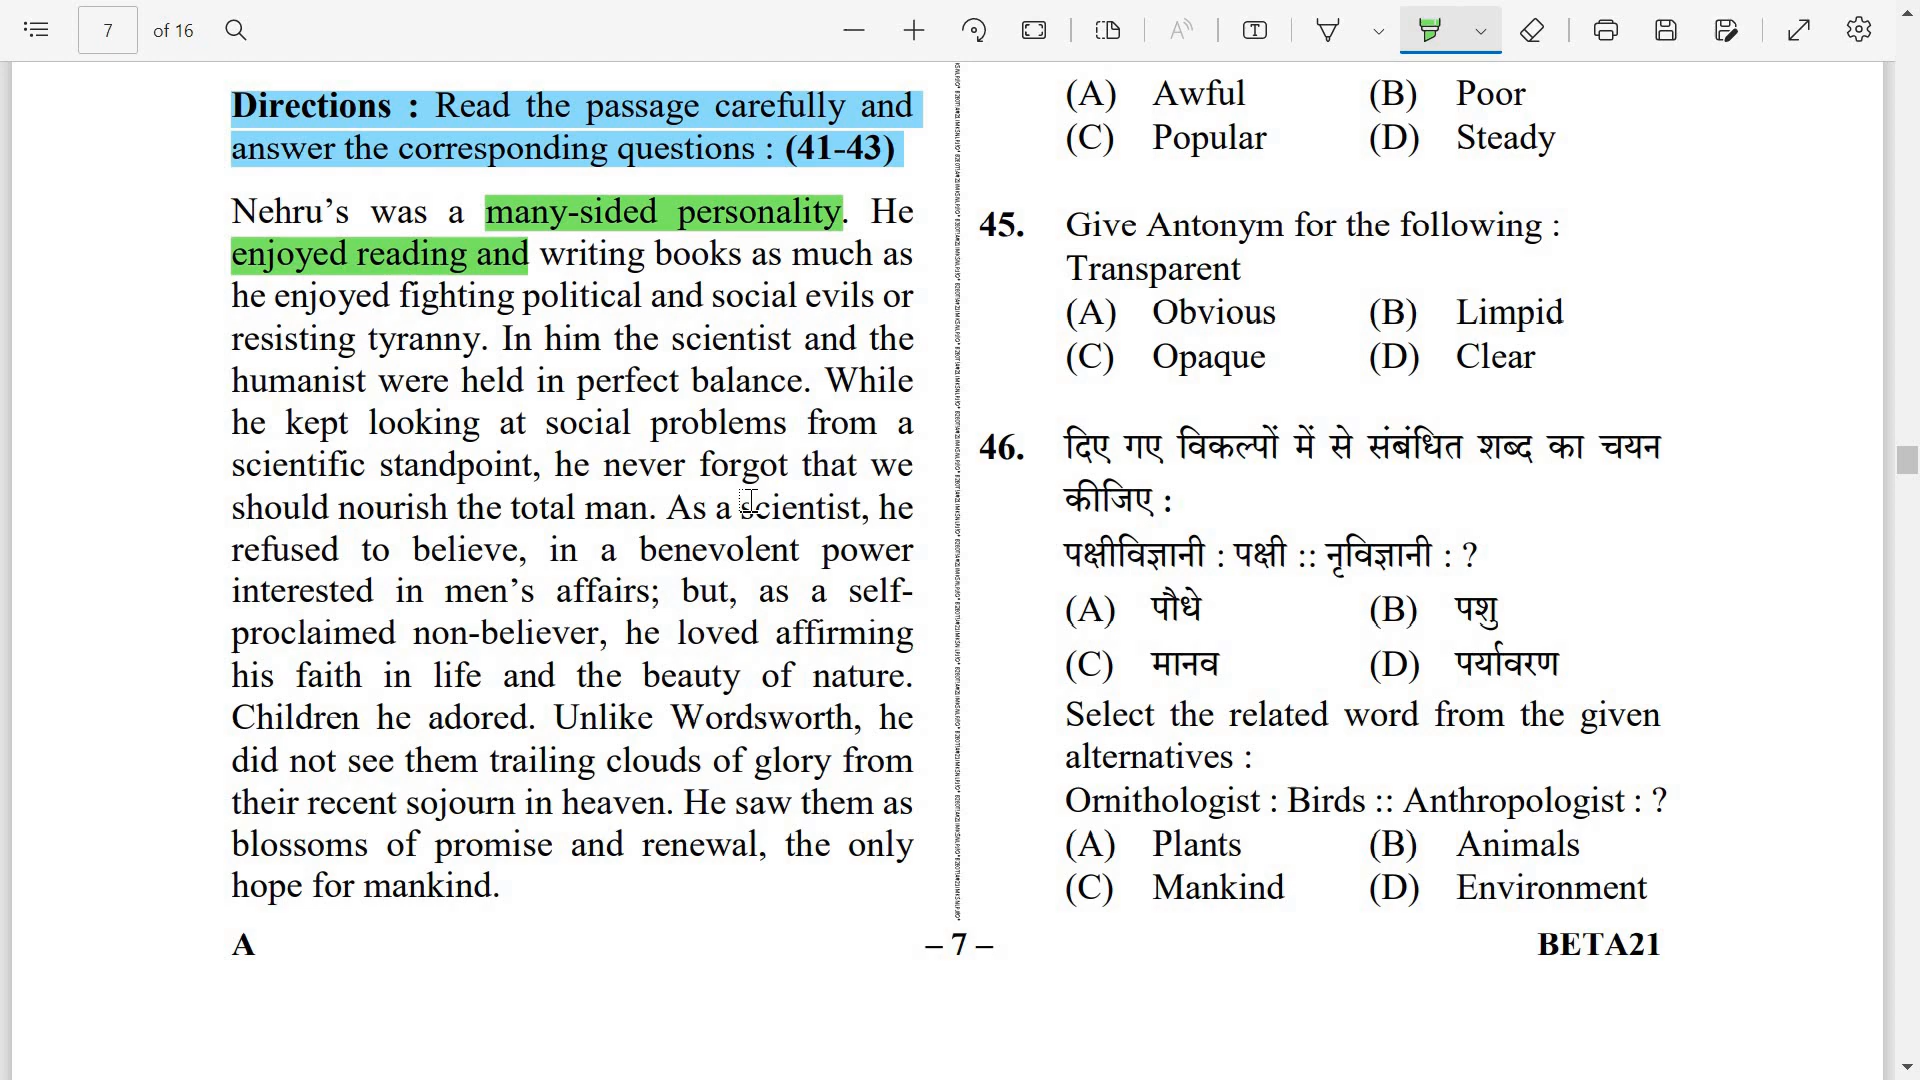 7 of 16
Directions : Read the passage carefully and
answer the corresponding questions : (41-43)
Nehru’s was a many-sided personality. He
enjoyed reading and writing books as much as
he enjoyed fighting political and social evils or
resisting tyranny. In him the scientist and the
humanist were held in perfect balance. While
he kept looking at social problems from a
scientific standpoint, he never forgot that we
should nourish the total man. As a scientist, he
refused to believe, in a benevolent power
interested in men’s affairs; but, as a self-
proclaimed non-believer, he loved affirming
his faith in life and the beauty of nature.
Children he adored. Unlike Wordsworth, he
did not see them trailing clouds of glory from
their recent sojourn in heaven. He saw them as
blossoms of promise and renewal, the only
hope for mankind.
(A) Awful (B) Poor
(C) Popular (D) Steady
45. Give Antonym for the following :
Transparent
(A) Obvious (B) Limpid
(C) Opaque (D) Clear
46. दिए गए विकल्पों में से संबंधित शब्द का चयन
कीजिए :
पक्षीविज्ञानी : पक्षी :: नृविज्ञानी : ?
(A) पौधे (B) पशु
(C) मानव (D) पर्यावरण
Select the related word from the given
alternatives :
Ornithologist : Birds :: Anthropologist : ?
(A) Plants (B) Animals
(C) Mankind (D) Environment
A – 7 – BETA21